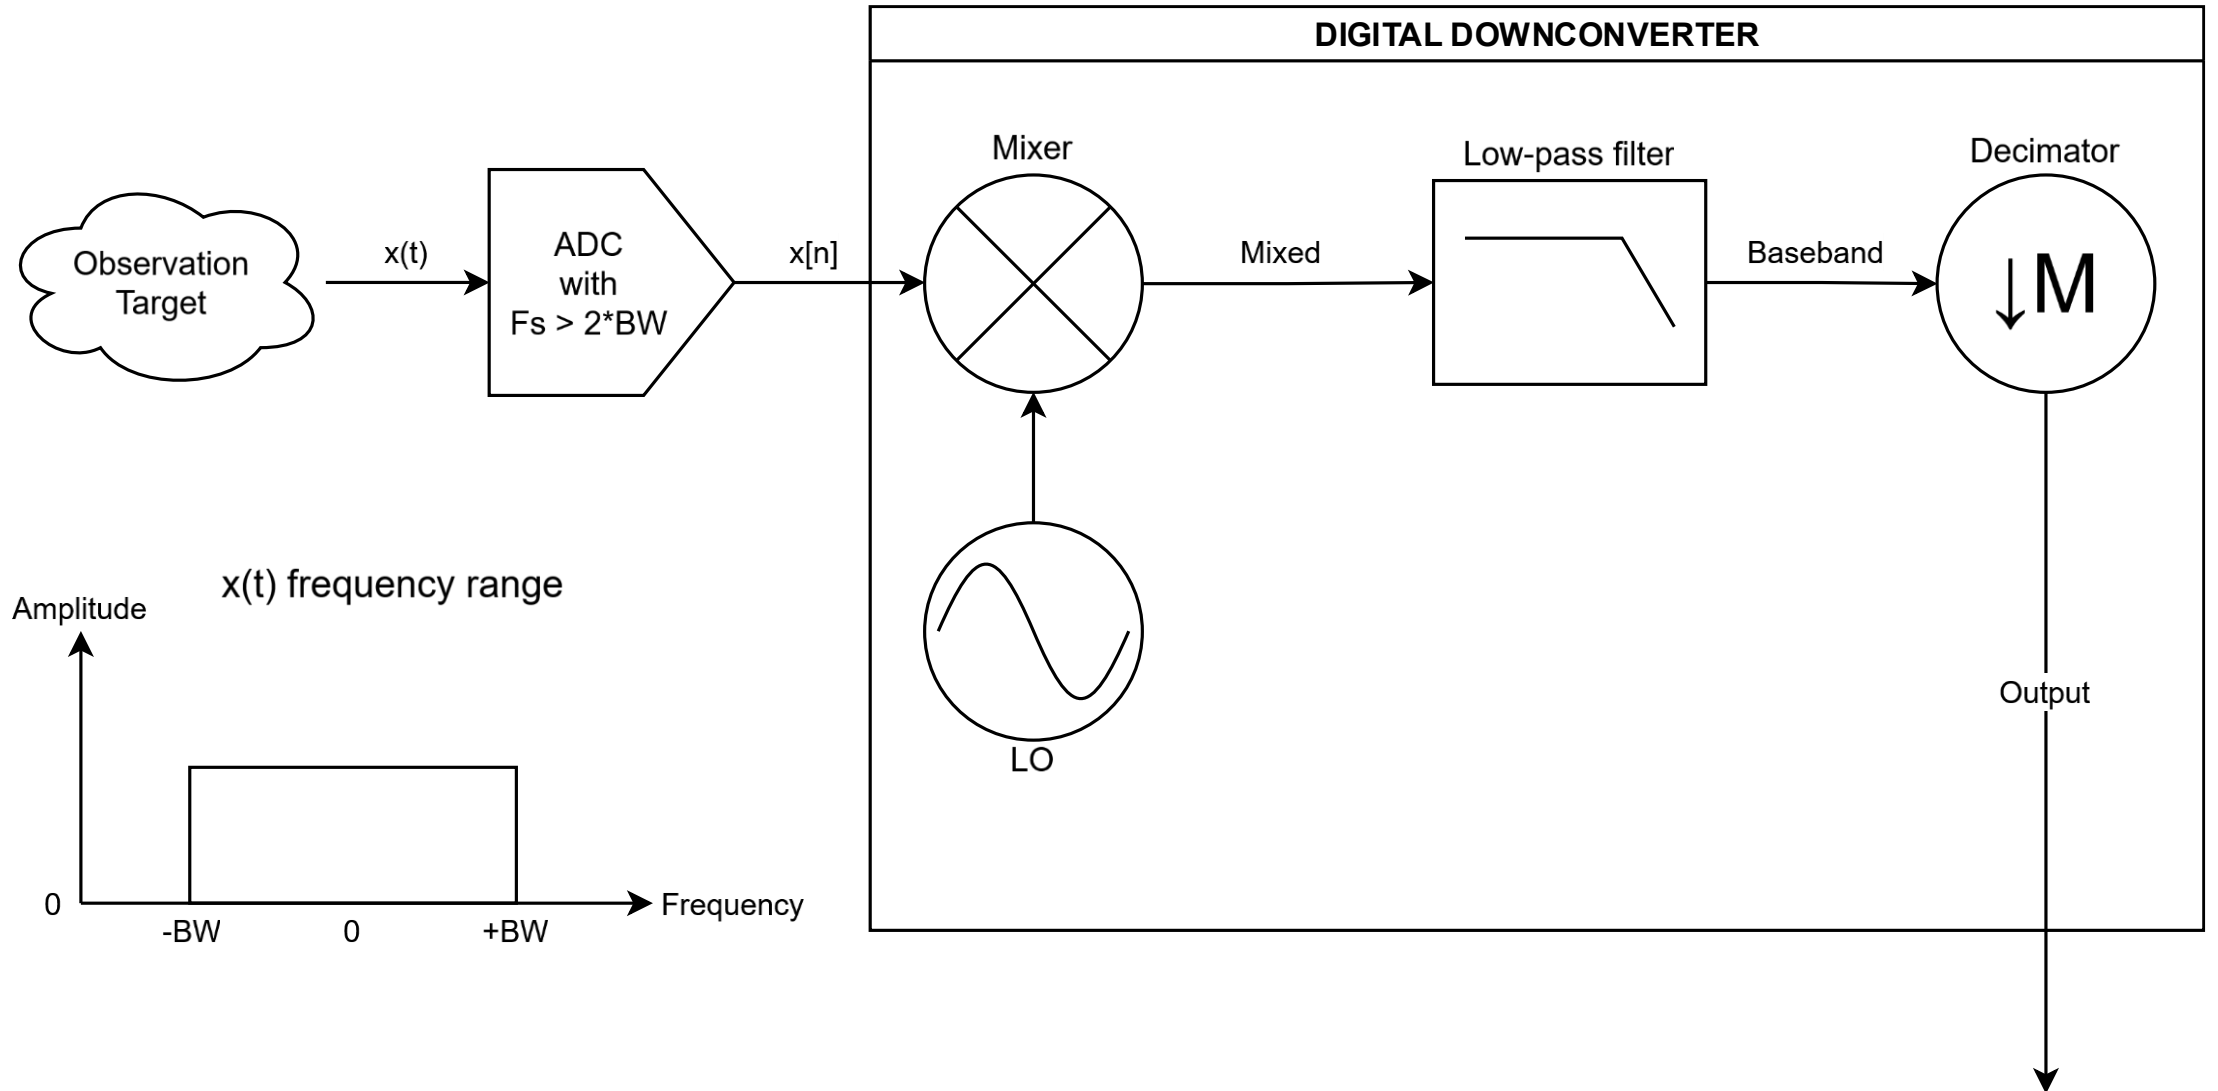 DIGITAL DOWNCONVERTER
Mixer
Low-pass filter
Decimator
Observation
Target
x(t)
ADC
with
Fs > 2*BW
x[n]
Mixed
Baseband
↓M
LO
Output
x(t) frequency range
Amplitude
0
Frequency
-BW
0
+BW